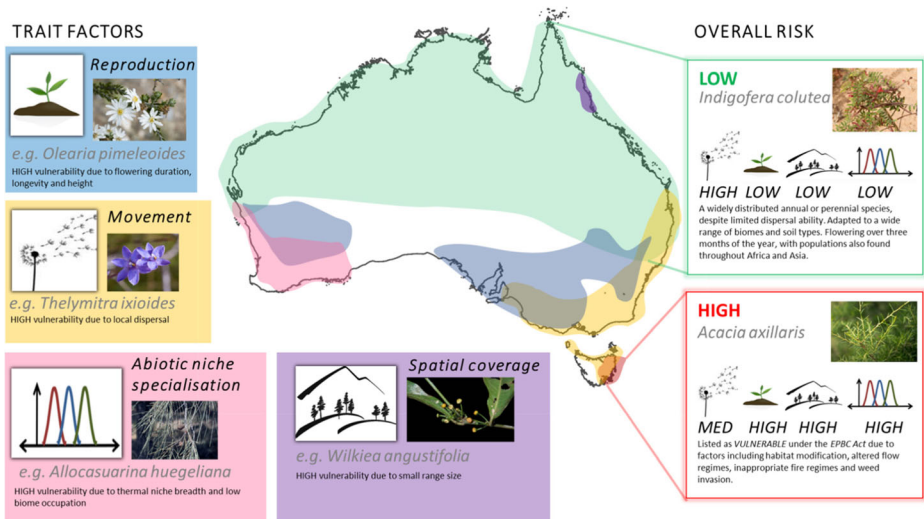 TRAIT FACTORS
Reproduction
e.g. Olearia pimeleoides
HIGH vulnerability due to flowering duration,
longevity and height
Movement
e.g. Thelymitra ixioides
HIGH vulnerability due to local dispersal
Abiotic niche
specialisation
e.g. Allocasuarina huegeliana
HIGH vulnerability due to thermal niche breadth and low
biome occupation
Spatial coverage
e.g. Wilkiea angustifolia
HIGH vulnerability due to small range size
OVERALL RISK
LOW
Indigofera colutea
HIGH LOW LOW LOW
A widely distributed annual or perennial species,
despite limited dispersal ability. Adapted to a wide
range of biomes and soil types. Flowering over three
months of the year, with populations also found
throughout Africa and Asia.
HIGH
Acacia axillaris
MED HIGH HIGH HIGH
Listed as VULNERABLE under the EPBC Act due to
factors including habitat modification, altered flow
regimes, inappropriate fire regimes and weed
invasion.